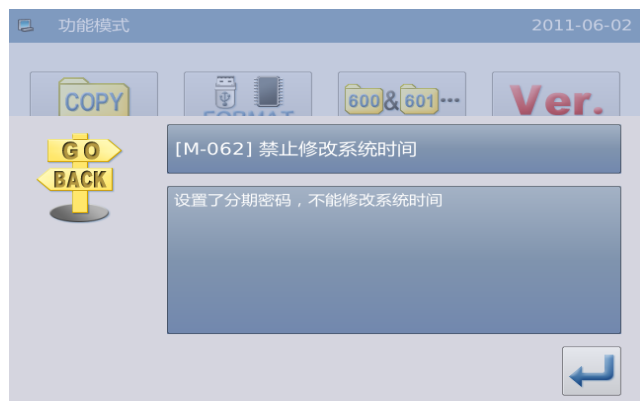 功能模式
2011-06-02
COPY
FORMAT
600&601···
Ver.
GO
BACK
[M-062] 禁止修改系统时间
设置了分期密码，不能修改系统时间